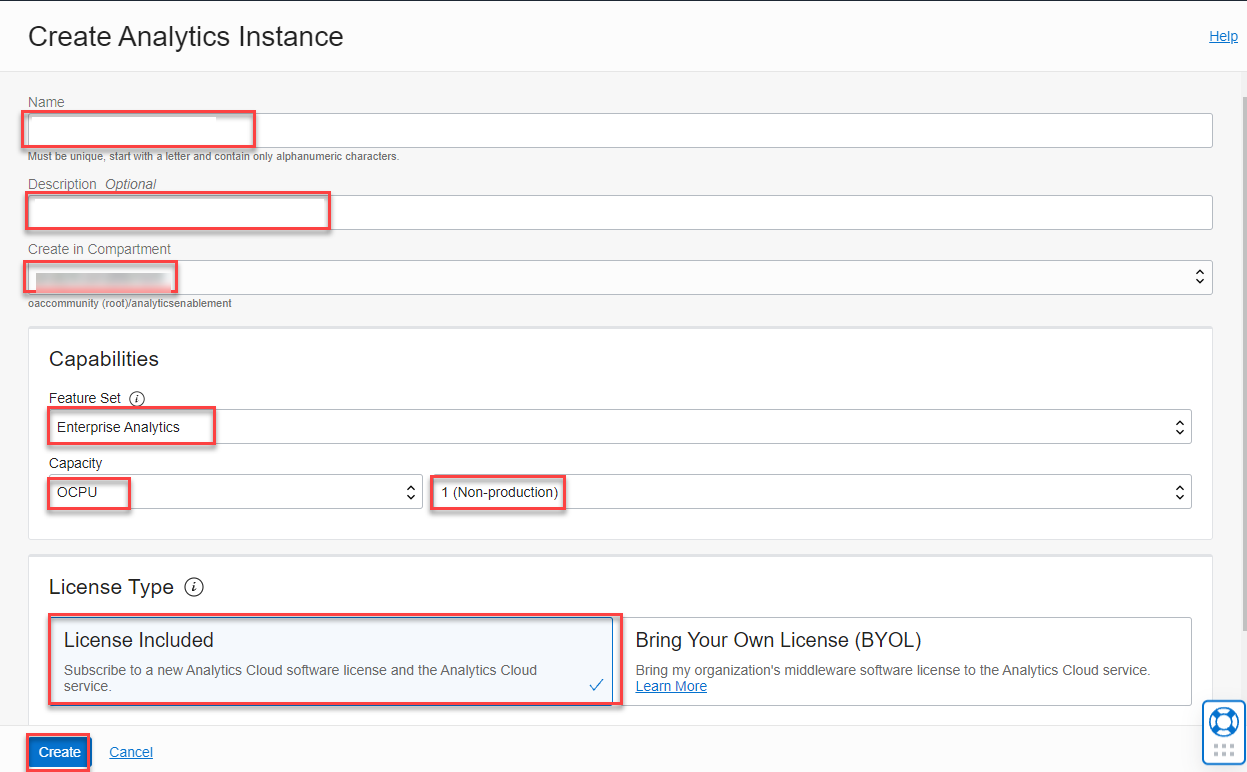 Create Analytics Instance
Help
Name
Must be unique, start with a letter and contain only alphanumeric characters.
Description Optional
Create in Compartment
oaccommunity (root)/analyticsenablement
Capabilities
Feature Set
Enterprise Analytics
Capacity
OCPU
1 (Non-production)
License Type
License Included
Subscribe to a new Analytics Cloud software license and the Analytics Cloud
service.
Bring Your Own License (BYOL)
Bring my organization's middleware software license to the Analytics Cloud service.
Learn More
Create
Cancel